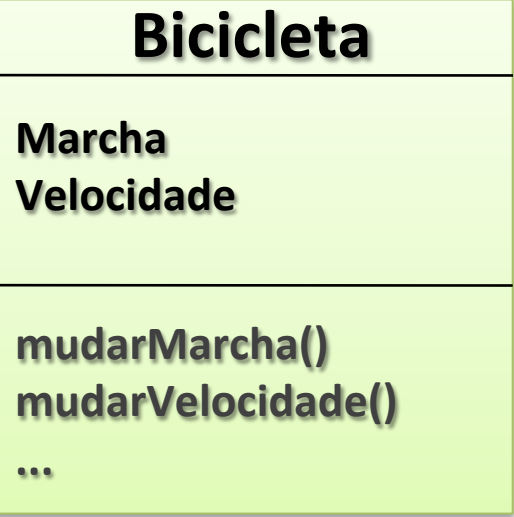 Bicicleta
Marcha
Velocidade
mudarMarcha()
mudarVelocidade()
...